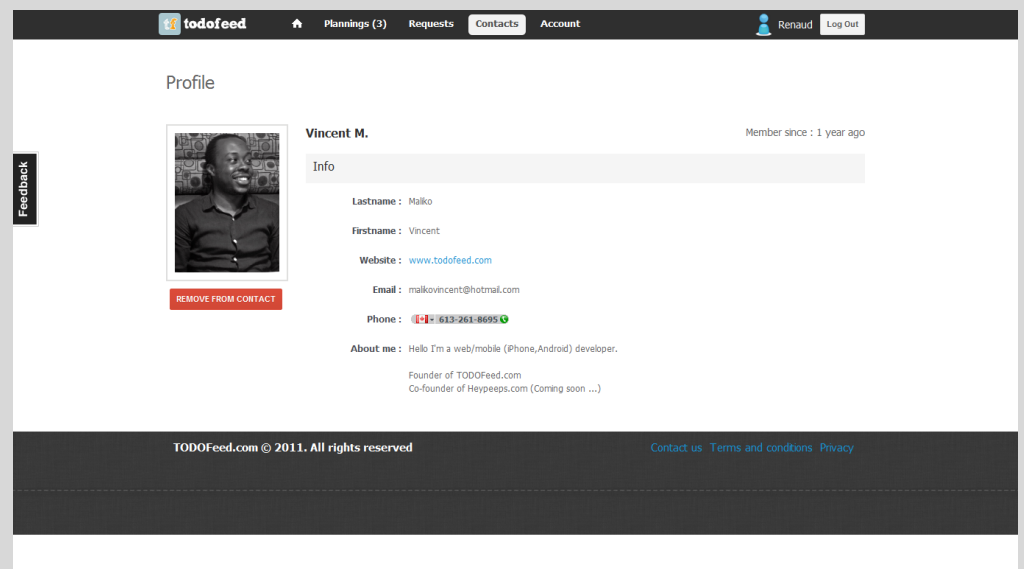 tf todofeed Plannings (3) Requests Contacts Account Renaud Log Out
Profile
Vincent M. Member since : 1 year ago
Info
Feedback
Lastname : Maliko
Firstname : Vincent
Website : www.todofeed.com
Email : malikovincent@hotmail.com
REMOVE FROM CONTACT
Phone : 613-261-8695
About me : Hello I'm a web/mobile (iPhone,Android) developer.
Founder of TODOFeed.com
Co-founder of Heypeeps.com (Coming soon ...)
TODOFeed.com © 2011. All rights reserved Contact us Terms and conditions Privacy